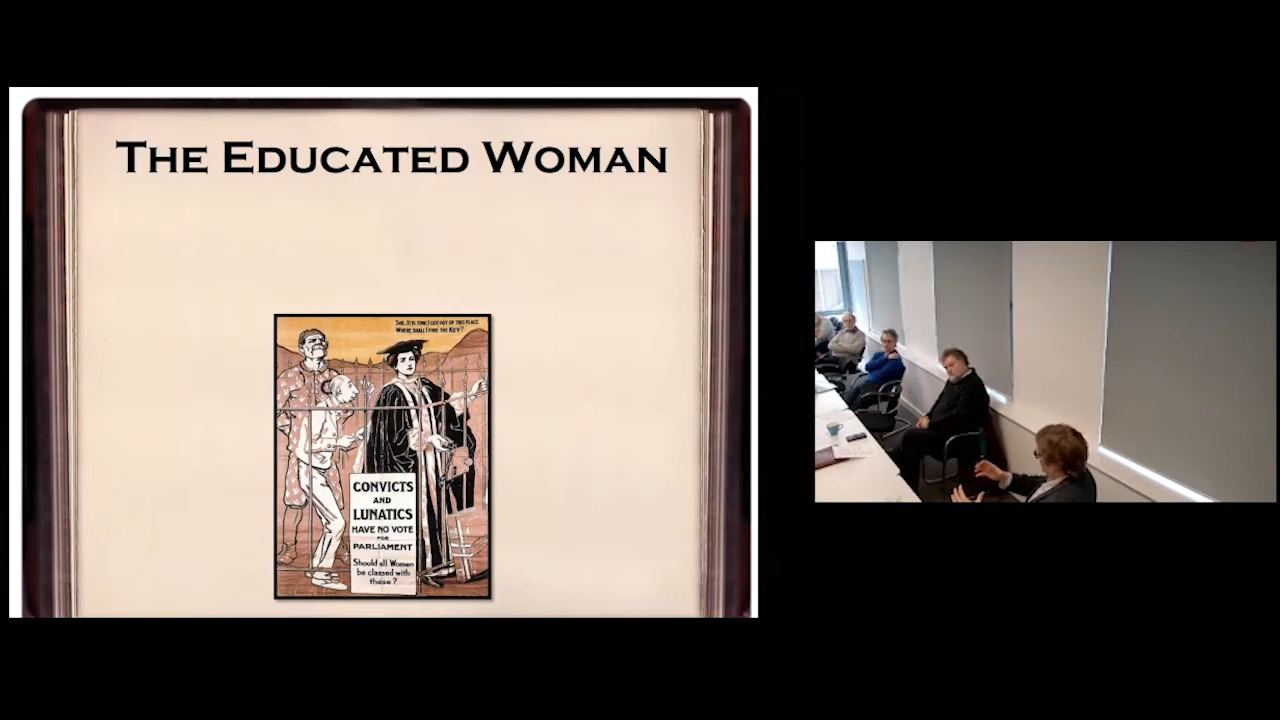 THE EDUCATED WOMAN
SHE. IT IS TIME I GOT OUT OF THIS PLACE.
WHERE SHALL I FIND THE KEY?
CONVICTS
AND
LUNATICS
HAVE NO VOTE
FOR
PARLIAMENT
Should all Women
be classed with
these?